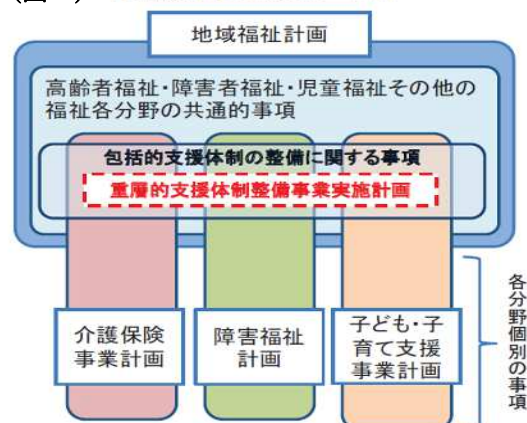 地域福祉計画
高齢者福祉・障害者福祉・児童福祉その他の
福祉各分野の共通的事項
包括的支援体制の整備に関する事項
重層的支援体制整備事業実施計画
介護保険
事業計画
障害福祉
計画
子ども・子
育て支援
事業計画
各分野個別の事項